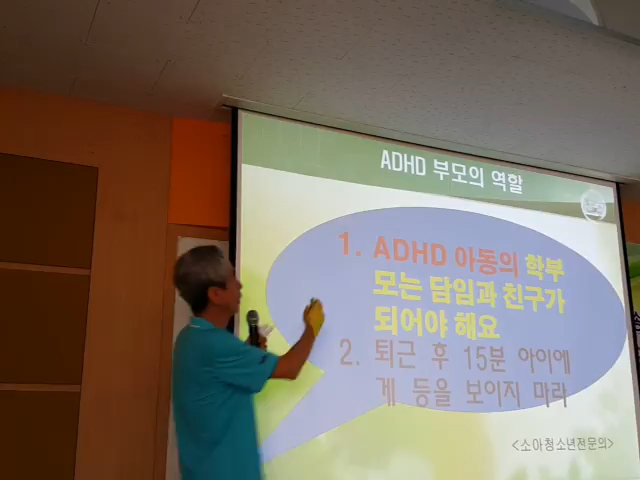 ADHD 부모의 역할
1. ADHD 아동의 학부
모는 담임과 친구가
되어야 해요
2. 퇴근 후 15분 아이에
게 등을 보이지 마라
<소아청소년전문의>